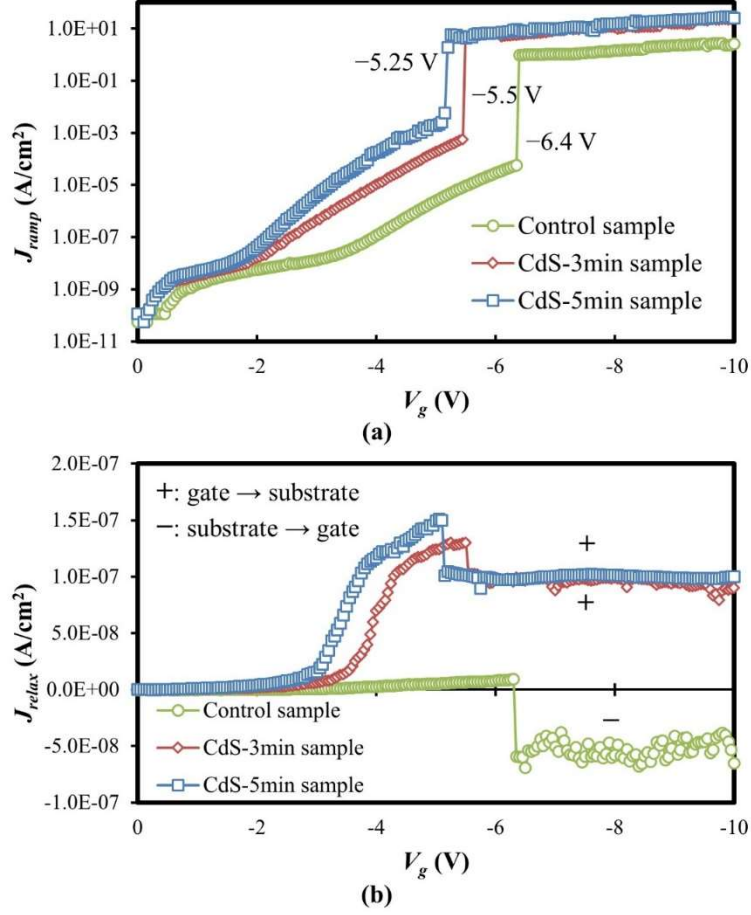 1.0E+01
1.0E-01
1.0E-03
1.0E-05
1.0E-07
1.0E-09
1.0E-11
J_ramp (A/cm²)
−5.25 V
−5.5 V
−6.4 V
Control sample
CdS-3min sample
CdS-5min sample
0 -2 -4 -6 -8 -10
V_g (V)
(a)
2.0E-07
1.5E-07
1.0E-07
5.0E-08
0.0E+00
-5.0E-08
-1.0E-07
J_relax (A/cm²)
+: gate → substrate
−: substrate → gate
+
+
−
Control sample
CdS-3min sample
CdS-5min sample
0 -2 -4 -6 -8 -10
V_g (V)
(b)